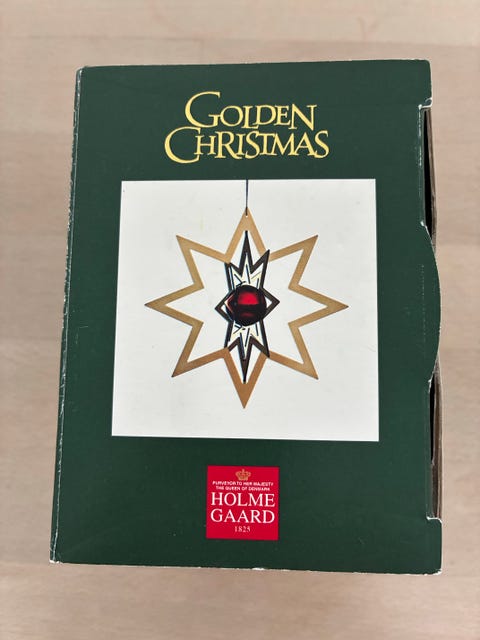 GOLDEN
CHRISTMAS
PURVEYOR TO HER MAJESTY
THE QUEEN OF DENMARK
HOLME
GAARD
1825